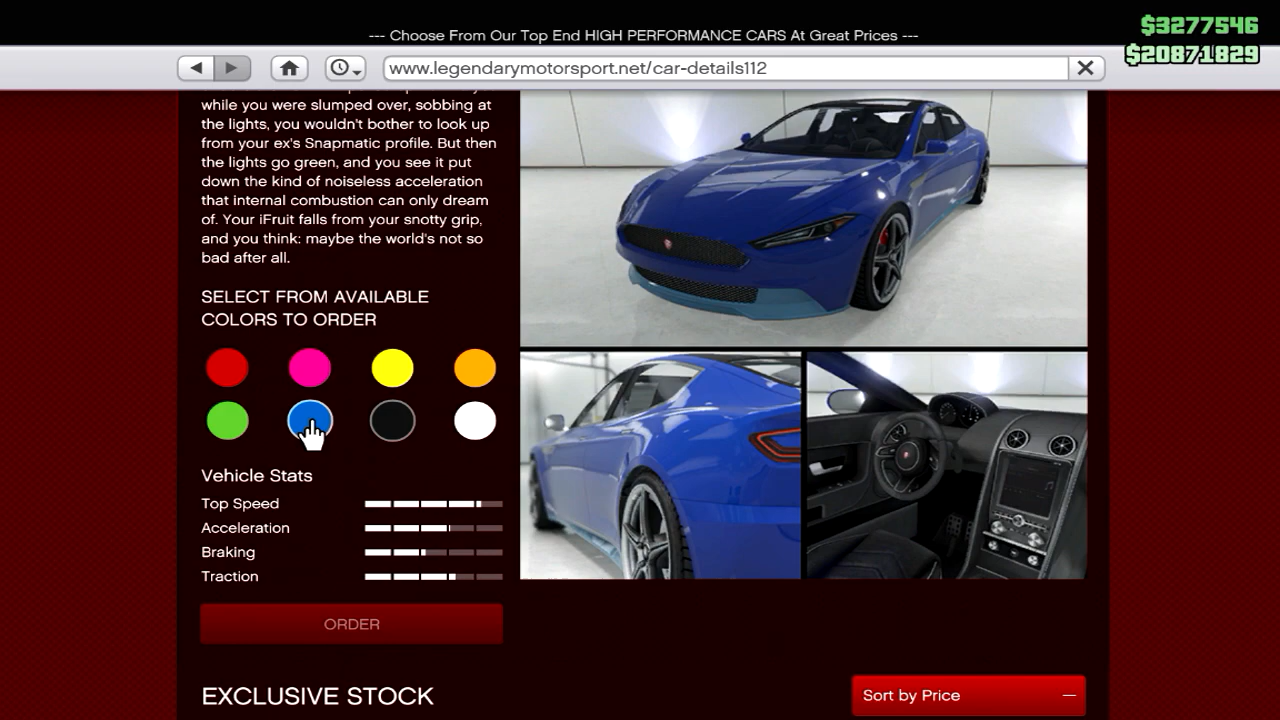 --- Choose From Our Top End HIGH PERFORMANCE CARS At Great Prices ---
$3277546
$20871829
www.legendarymotorsport.net/car-details112
while you were slumped over, sobbing at
the lights, you wouldn't bother to look up
from your ex's Snapmatic profile. But then
the lights go green, and you see it put
down the kind of noiseless acceleration
that internal combustion can only dream
of. Your iFruit falls from your snotty grip,
and you think: maybe the world's not so
bad after all.
SELECT FROM AVAILABLE
COLORS TO ORDER
Vehicle Stats
Top Speed
Acceleration
Braking
Traction
ORDER
EXCLUSIVE STOCK
Sort by Price